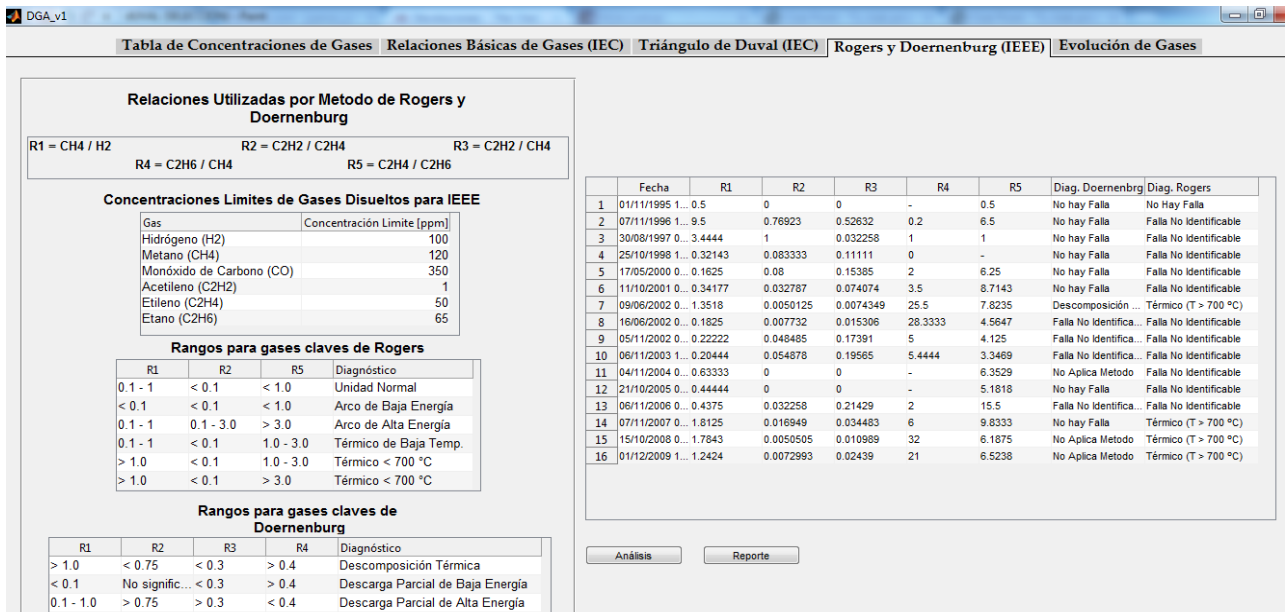 DGA_v1
Tabla de Concentraciones de Gases Relaciones Básicas de Gases (IEC) Triángulo de Duval (IEC) Rogers y Doernenburg (IEEE) Evolución de Gases
Relaciones Utilizadas por Metodo de Rogers y
Doernenburg
R1 = CH4 / H2 R2 = C2H2 / C2H4 R3 = C2H2 / CH4
R4 = C2H6 / CH4 R5 = C2H4 / C2H6
Concentraciones Limites de Gases Disueltos para IEEE
Gas Concentración Limite [ppm]
Hidrógeno (H2) 100
Metano (CH4) 120
Monóxido de Carbono (CO) 350
Acetileno (C2H2) 1
Etileno (C2H4) 50
Etano (C2H6) 65
Rangos para gases claves de Rogers
R1 R2 R5 Diagnóstico
0.1 - 1 < 0.1 < 1.0 Unidad Normal
< 0.1 < 0.1 < 1.0 Arco de Baja Energía
0.1 - 1 0.1 - 3.0 > 3.0 Arco de Alta Energía
0.1 - 1 < 0.1 1.0 - 3.0 Térmico de Baja Temp.
> 1.0 < 0.1 1.0 - 3.0 Térmico < 700 °C
> 1.0 < 0.1 > 3.0 Térmico < 700 °C
Rangos para gases claves de
Doernenburg
R1 R2 R3 R4 Diagnóstico
> 1.0 < 0.75 < 0.3 > 0.4 Descomposición Térmica
< 0.1 No signific... < 0.3 > 0.4 Descarga Parcial de Baja Energía
0.1 - 1.0 > 0.75 > 0.3 < 0.4 Descarga Parcial de Alta Energía
Fecha R1 R2 R3 R4 R5 Diag. Doernenbrg Diag. Rogers
1 01/11/1995 1... 0.5 0 0 - 0.5 No hay Falla No Hay Falla
2 07/11/1996 1... 9.5 0.76923 0.52632 0.2 6.5 No hay Falla Falla No Identificable
3 30/08/1997 0... 3.4444 1 0.032258 1 1 No hay Falla Falla No Identificable
4 25/10/1998 1... 0.32143 0.083333 0.11111 0 - No hay Falla Falla No Identificable
5 17/05/2000 0... 0.1625 0.08 0.15385 2 6.25 No hay Falla Falla No Identificable
6 11/10/2001 0... 0.34177 0.032787 0.074074 3.5 8.7143 No hay Falla Falla No Identificable
7 09/06/2002 0... 1.3518 0.0050125 0.0074349 25.5 7.8235 Descomposición ... Térmico (T > 700 ºC)
8 16/06/2002 0... 0.1825 0.007732 0.015306 28.3333 4.5647 Falla No Identifica... Falla No Identificable
9 05/11/2002 0... 0.22222 0.048485 0.17391 5 4.125 Falla No Identifica... Falla No Identificable
10 06/11/2003 1... 0.20444 0.054878 0.19565 5.4444 3.3469 Falla No Identifica... Falla No Identificable
11 04/11/2004 0... 0.63333 0 0 - 6.3529 No Aplica Metodo Falla No Identificable
12 21/10/2005 0... 0.44444 0 0 - 5.1818 No hay Falla Falla No Identificable
13 06/11/2006 0... 0.4375 0.032258 0.21429 2 15.5 Falla No Identifica... Falla No Identificable
14 07/11/2007 0... 1.8125 0.016949 0.034483 6 9.8333 No hay Falla Térmico (T > 700 ºC)
15 15/10/2008 0... 1.7843 0.0050505 0.010989 32 6.1875 No Aplica Metodo Térmico (T > 700 ºC)
16 01/12/2009 1... 1.2424 0.0072993 0.02439 21 6.5238 No Aplica Metodo Térmico (T > 700 ºC)
Análisis Reporte